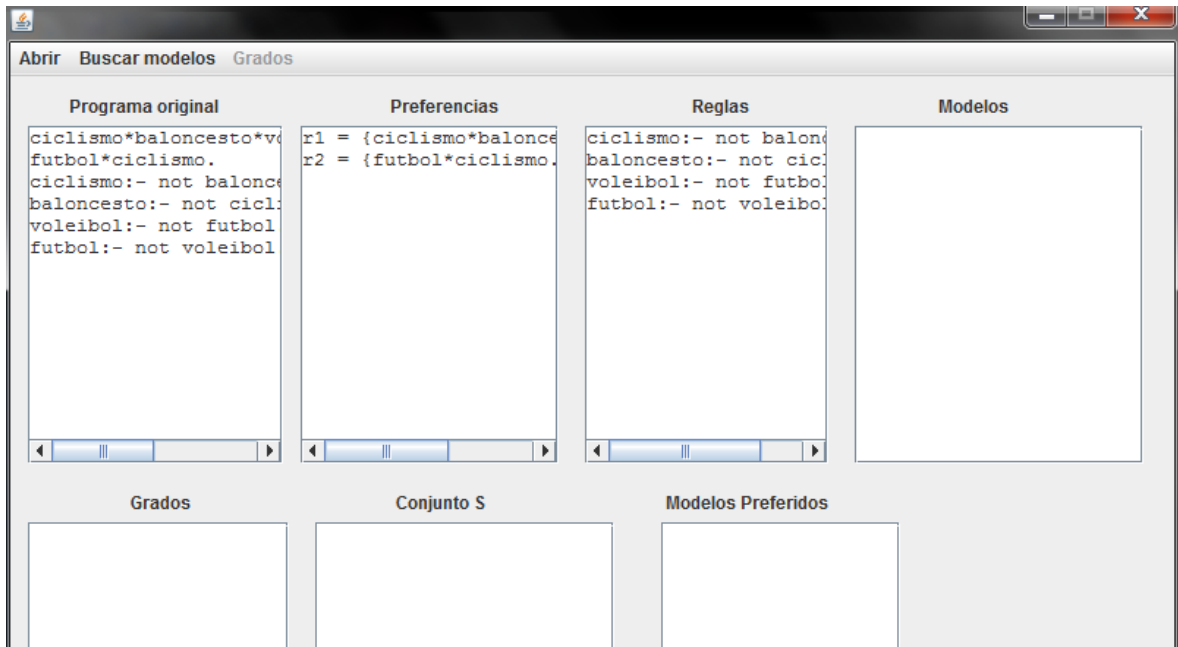 Abrir Buscar modelos Grados
Programa original Preferencias Reglas Modelos
ciclismo*baloncesto*vo
futbol*ciclismo.
ciclismo:- not balonce
baloncesto:- not cicli
voleibol:- not futbol
futbol:- not voleibol
r1 = {ciclismo*balonce
r2 = {futbol*ciclismo.
ciclismo:- not balonc
baloncesto:- not cicl
voleibol:- not futbol
futbol:- not voleibol
Grados Conjunto S Modelos Preferidos